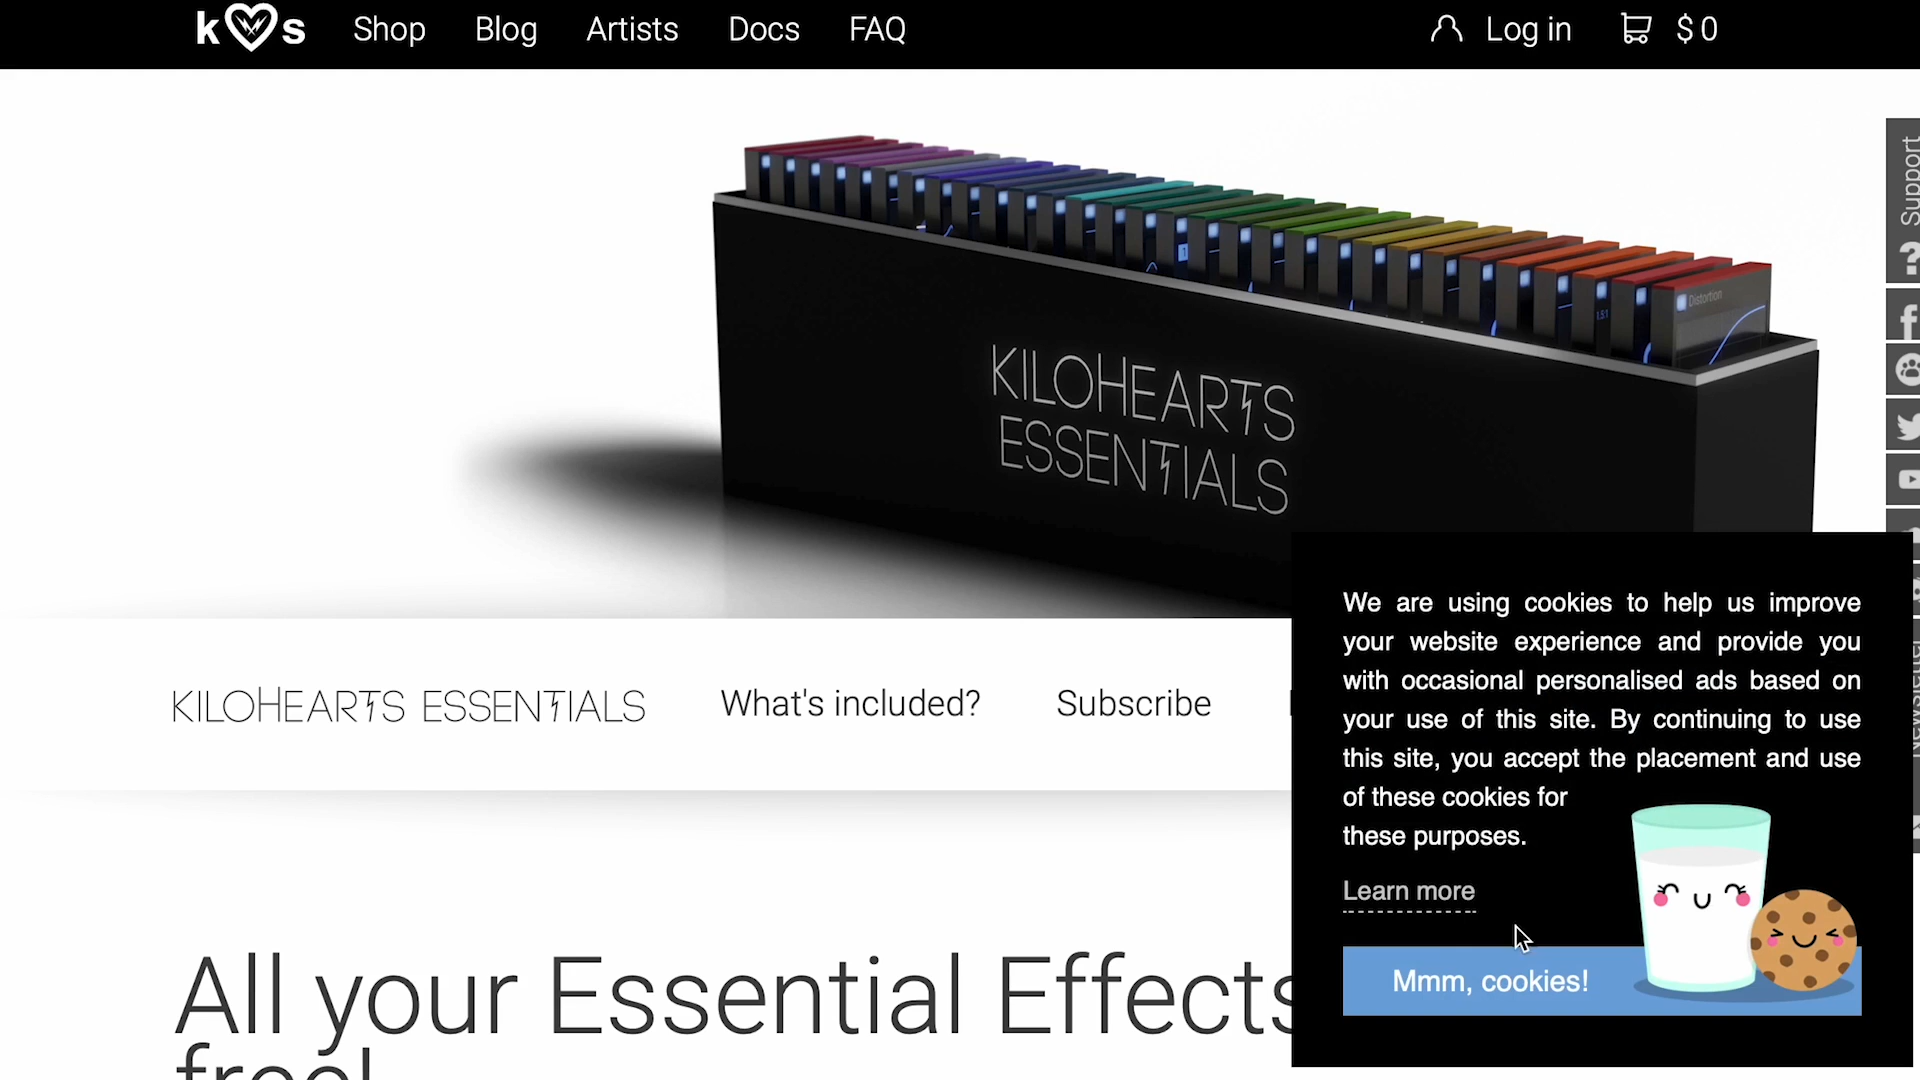 k s Shop Blog Artists Docs FAQ Log in $ 0
Support
?
Distortion
KILOHEARTS
ESSENTIALS
KILOHEARTS ESSENTIALS What's included? Subscribe
We are using cookies to help us improve
your website experience and provide you
with occasional personalised ads based on
your use of this site. By continuing to use
this site, you accept the placement and use
of these cookies for
these purposes.
Learn more
Mmm, cookies!
All your Essential Effects
free!